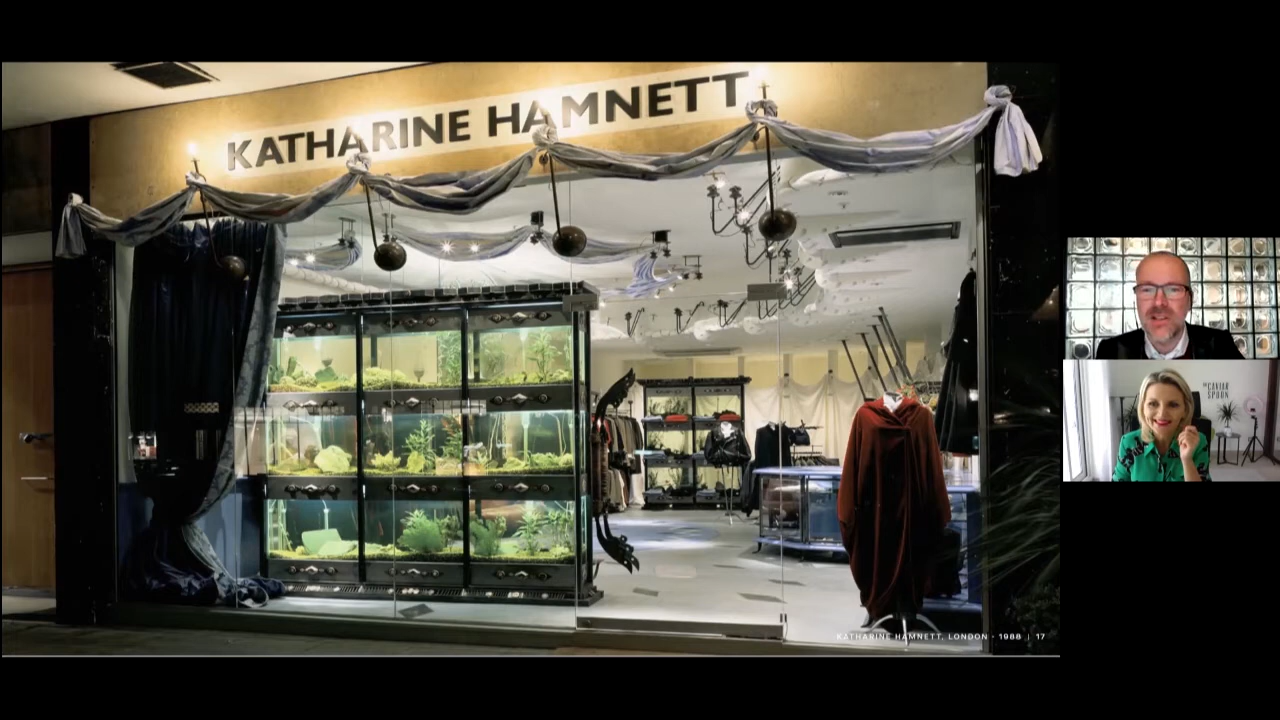 KATHARINE HAMNETT
KATHARINE HAMNETT, LONDON - 1988 | 17
THE CAVIAR
SPOON